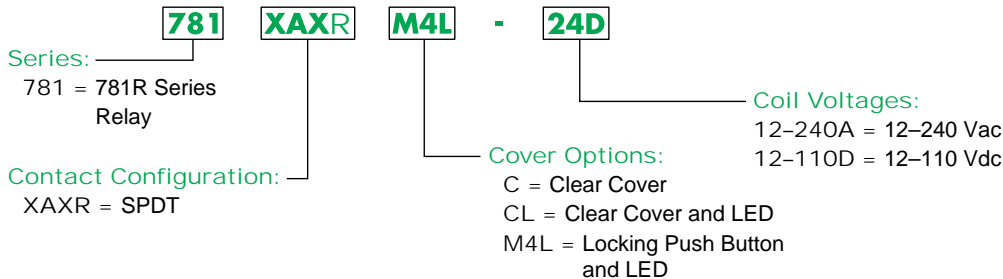 781 XAXR M4L - 24D
Series:
781 = 781R Series
Relay
Contact Configuration:
XAXR = SPDT
Cover Options:
C = Clear Cover
CL = Clear Cover and LED
M4L = Locking Push Button
and LED
Coil Voltages:
12-240A = 12–240 Vac
12-110D = 12–110 Vdc